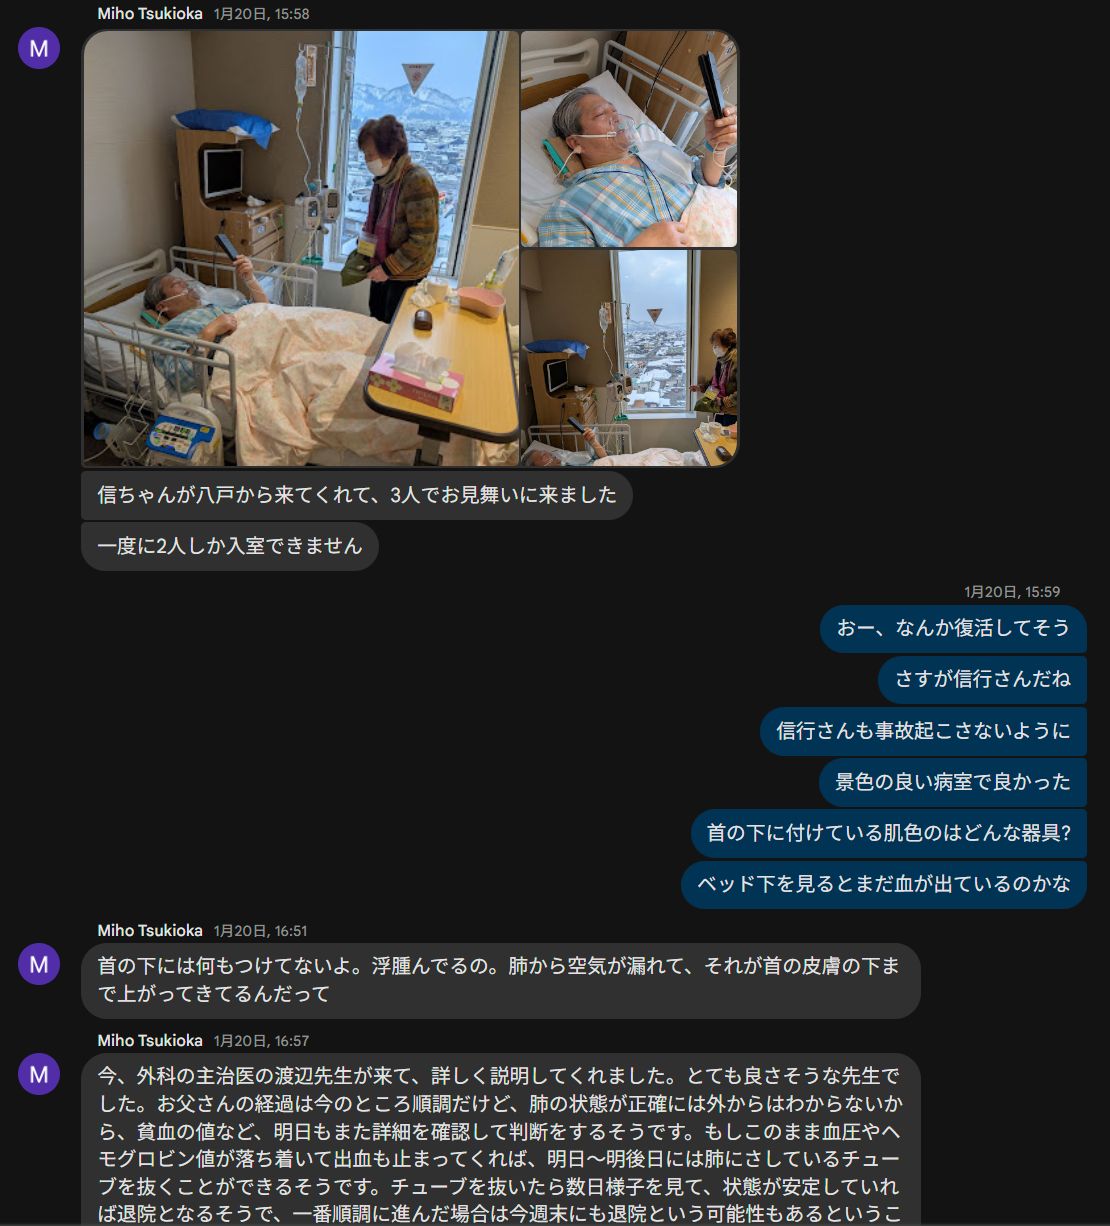 Miho Tsukioka 1月20日, 15:58
M
信ちゃんが八戸から来てくれて、3人でお見舞いに来ました
一度に2人しか入室できません
1月20日, 15:59
おー、なんか復活してそう
さすが信行さんだね
信行さんも事故起こさないように
景色の良い病室で良かった
首の下に付けている肌色のはどんな器具?
ベッド下を見るとまだ血が出ているのかな
Miho Tsukioka 1月20日, 16:51
M
首の下には何もつけてないよ。浮腫んでるの。肺から空気が漏れて、それが首の皮膚の下ま
で上がってきてるんだって
Miho Tsukioka 1月20日, 16:57
M
今、外科の主治医の渡辺先生が来て、詳しく説明してくれました。とても良さそうな先生で
した。お父さんの経過は今のところ順調だけど、肺の状態が正確には外からはわからないか
ら、貧血の値など、明日もまた詳細を確認して判断をするそうです。もしこのまま血圧やヘ
モグロビン値が落ち着いて出血も止まってくれば、明日〜明後日には肺にさしているチュー
ブを抜くことができるそうです。チューブを抜いたら数日様子を見て、状態が安定していれ
ば退院となるそうで、一番順調に進んだ場合は今週末にも退院という可能性もあるというこ